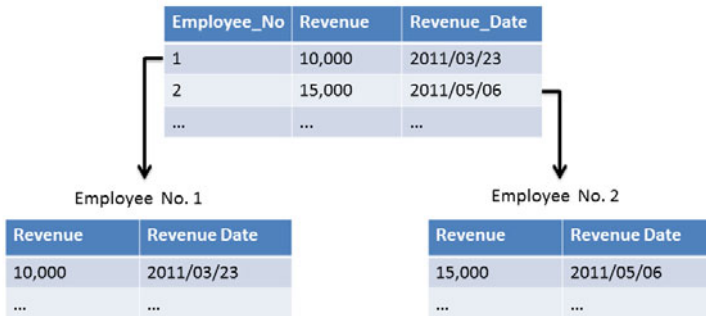 Employee_No Revenue Revenue_Date
1 10,000 2011/03/23
2 15,000 2011/05/06
... ... ...
Employee No. 1
Revenue Revenue Date
10,000 2011/03/23
... ...
Employee No. 2
Revenue Revenue Date
15,000 2011/05/06
... ...